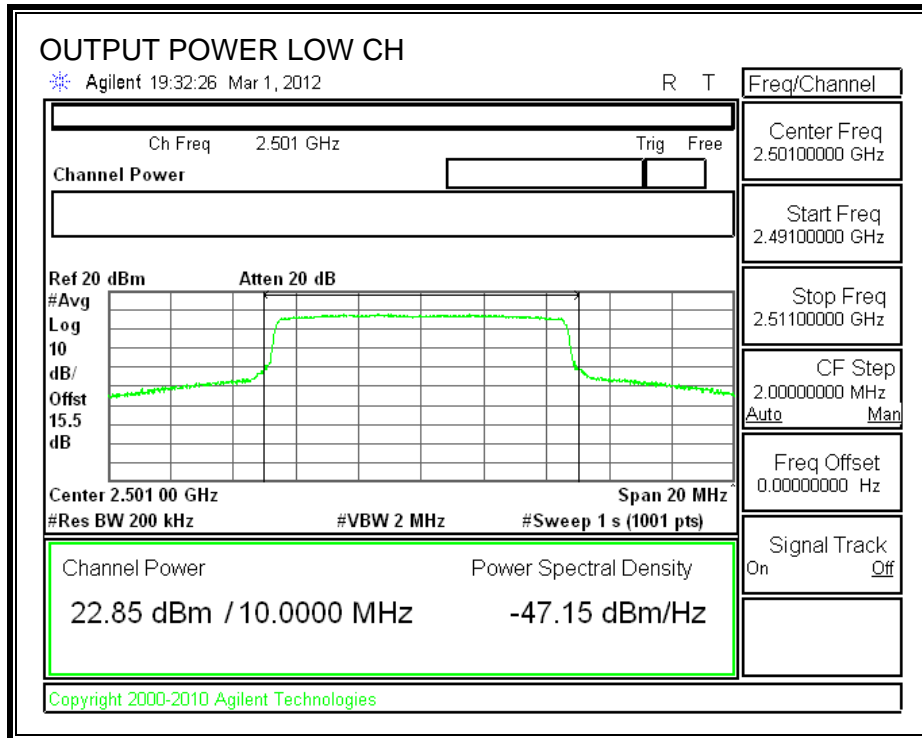 OUTPUT POWER LOW CH
Agilent 19:32:26 Mar 1, 2012 R T
Freq/Channel
Ch Freq 2.501 GHz Trig Free
Channel Power
Center Freq
2.50100000 GHz
Start Freq
2.49100000 GHz
Stop Freq
2.51100000 GHz
CF Step
2.00000000 MHz
Auto Man
Freq Offset
0.00000000 Hz
Signal Track
On Off
Ref 20 dBm Atten 20 dB
#Avg
Log
10
dB/
Offst
15.5
dB
Center 2.501 00 GHz Span 20 MHz^
#Res BW 200 kHz #VBW 2 MHz #Sweep 1 s (1001 pts)
Channel Power Power Spectral Density
22.85 dBm / 10.0000 MHz -47.15 dBm/Hz
Copyright 2000-2010 Agilent Technologies